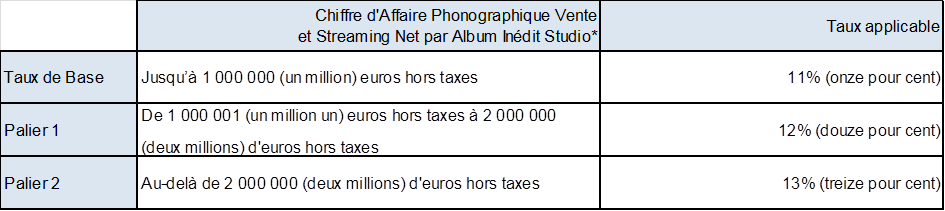 Chiffre d'Affaire Phonographique Vente
et Streaming Net par Album Inédit Studio*
Taux applicable
Taux de Base
Jusqu'à 1 000 000 (un million) euros hors taxes
11% (onze pour cent)
Palier 1
De 1 000 001 (un million un) euros hors taxes à 2 000 000
(deux millions) d'euros hors taxes
12% (douze pour cent)
Palier 2
Au-delà de 2 000 000 (deux millions) d'euros hors taxes
13% (treize pour cent)